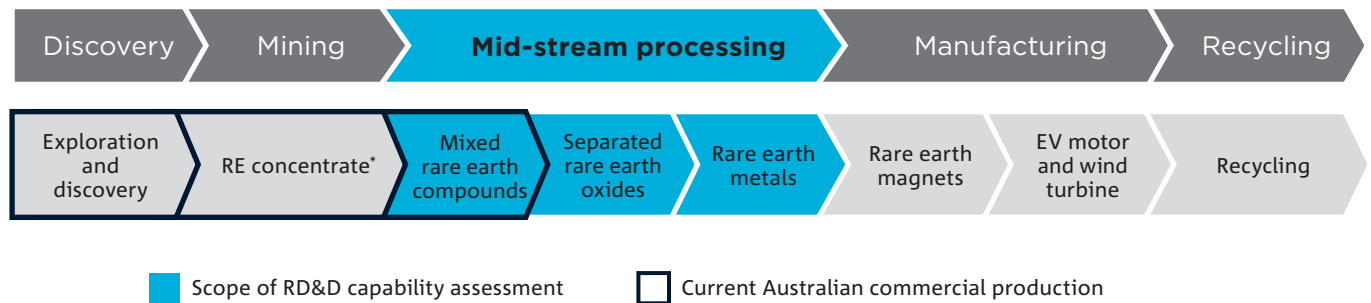 Discovery
Mining
Mid-stream processing
Manufacturing
Recycling
Exploration
and
discovery
RE concentrate*
Mixed
rare earth
compounds
Separated
rare earth
oxides
Rare earth
metals
Rare earth
magnets
EV motor
and wind
turbine
Recycling
Scope of RD&D capability assessment
Current Australian commercial production